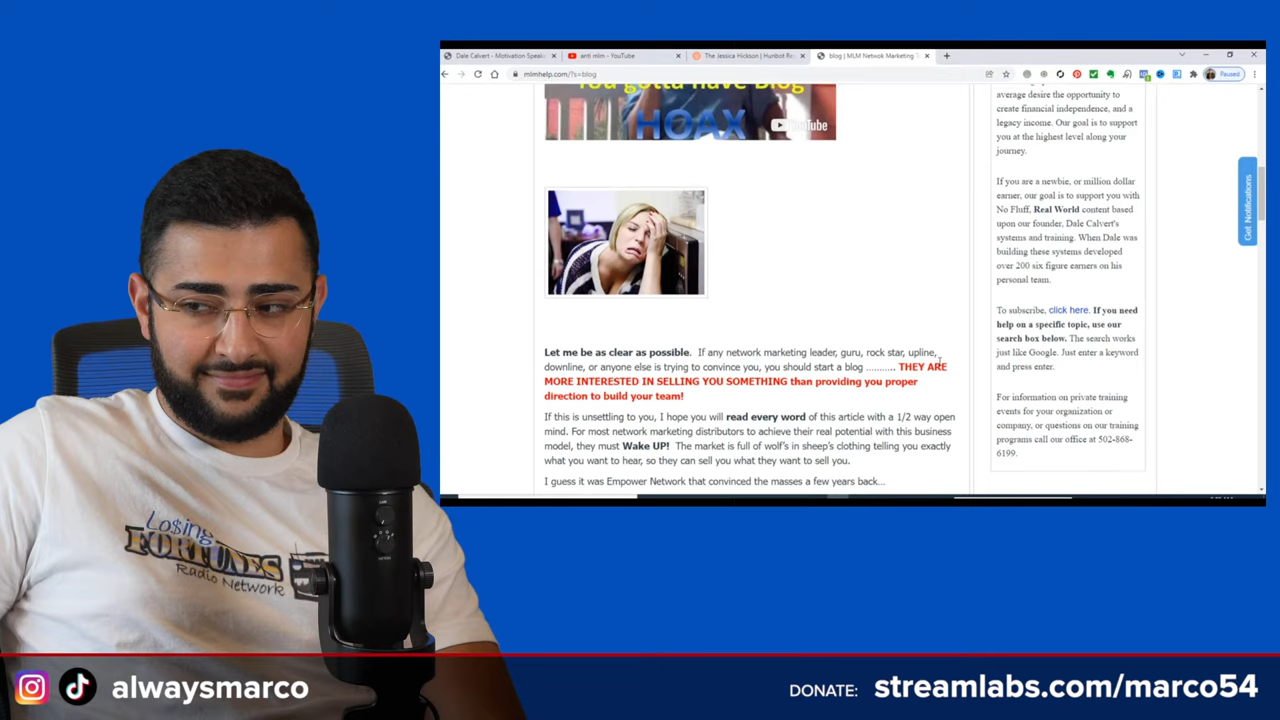 Dale Calvert - Motivation Speak
anti mlm - YouTube
The Jessica Hickson | Hunbot Re
blog | MLM Network Marketing T
mlmhelp.com/?s=blog
Paused
You gotta have Blog
HOAX
YouTube
Let me be as clear as possible. If any network marketing leader, guru, rock star, upline,
downline, or anyone else is trying to convince you, you should start a blog ……….. THEY ARE
MORE INTERESTED IN SELLING YOU SOMETHING than providing you proper
direction to build your team!
If this is unsettling to you, I hope you will read every word of this article with a 1/2 way open
mind. For most network marketing distributors to achieve their real potential with this business
model, they must Wake UP! The market is full of wolf's in sheep's clothing telling you exactly
what you want to hear, so they can sell you what they want to sell you.
I guess it was Empower Network that convinced the masses a few years back…
average desire the opportunity to
create financial independence, and a
legacy income. Our goal is to support
you at the highest level along your
journey.
If you are a newbie, or million dollar
earner, our goal is to support you with
No Fluff, Real World content based
upon our founder, Dale Calvert's
systems and training. When Dale was
building these systems developed
over 200 six figure earners on his
personal team.
To subscribe, click here. If you need
help on a specific topic, use our
search box below. The search works
just like Google. Just enter a keyword
and press enter.
For information on private training
events for your organization or
company, or questions on our training
programs call our office at 502-868-
6199.
Get Notifications
Lo$ing
FORTUNES
Radio Network
alwaysmarco
DONATE: streamlabs.com/marco54